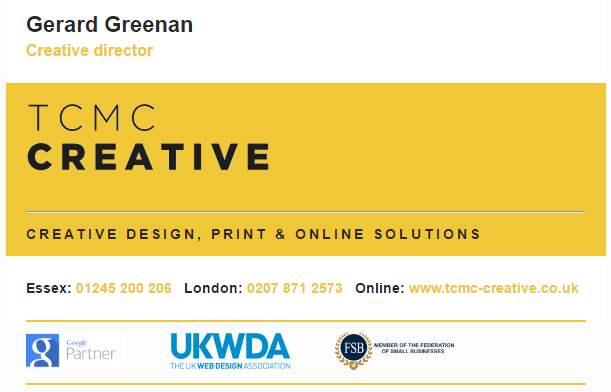 Gerard Greenan
Creative director
TCMC
CREATIVE
CREATIVE DESIGN, PRINT & ONLINE SOLUTIONS
Essex: 01245 200 206 London: 0207 871 2573 Online: www.tcmc-creative.co.uk
g Google Partner
UKWDA
THE UK WEB DESIGN ASSOCIATION
FSB
MEMBER OF THE FEDERATION
OF SMALL BUSINESSES